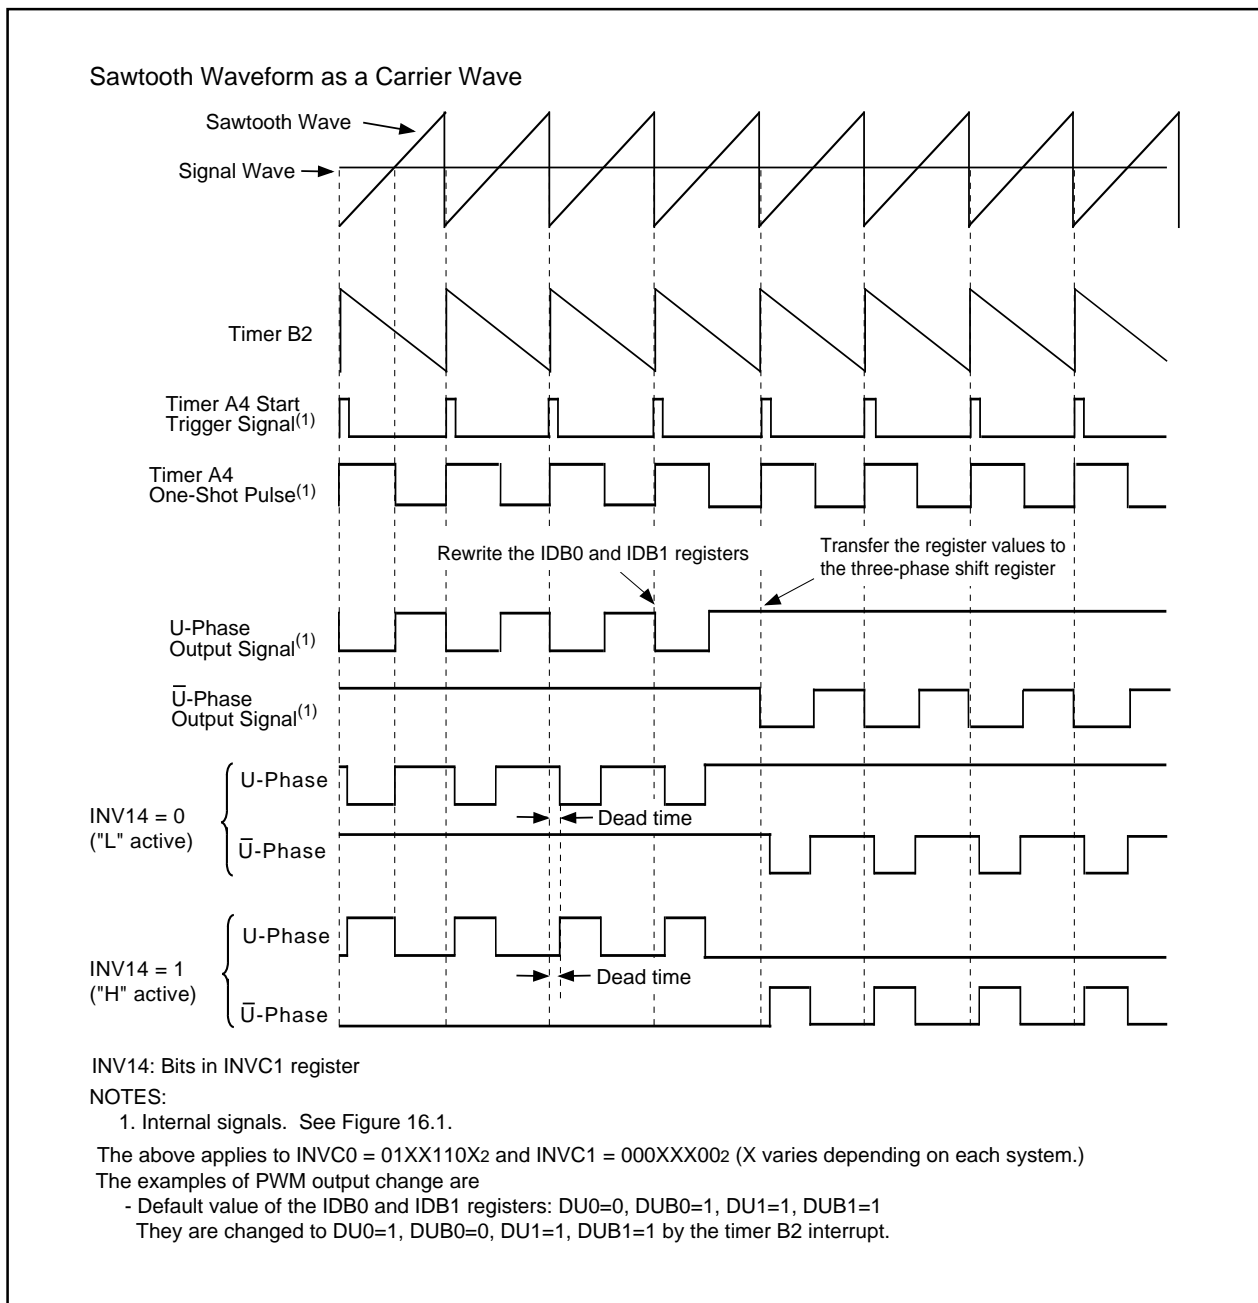 Sawtooth Waveform as a Carrier Wave
Sawtooth Wave
Signal Wave
Timer B2
Timer A4 Start
Trigger Signal(1)
Timer A4
One-Shot Pulse(1)
Rewrite the IDB0 and IDB1 registers
Transfer the register values to
the three-phase shift register
U-Phase
Output Signal(1)
U̅-Phase
Output Signal(1)
INV14 = 0
("L" active)
U-Phase
Dead time
U̅-Phase
INV14 = 1
("H" active)
U-Phase
Dead time
U̅-Phase
INV14: Bits in INVC1 register
NOTES:
1. Internal signals. See Figure 16.1.
The above applies to INVC0 = 01XX110X2 and INVC1 = 000XXX002 (X varies depending on each system.)
The examples of PWM output change are
- Default value of the IDB0 and IDB1 registers: DU0=0, DUB0=1, DU1=1, DUB1=1
They are changed to DU0=1, DUB0=0, DU1=1, DUB1=1 by the timer B2 interrupt.